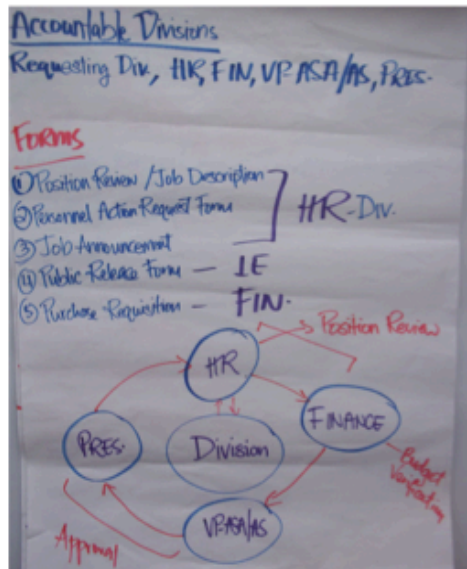 Accountable Divisions
Requesting Div, HR, FIN, VP-ASA/AS, PRES.
FORMS
① Position Review / Job Description
② Personnel Action Request Form
③ Job Announcement
HR-Div.
④ Public Release Form — IE
⑤ Purchase Requisition — FIN.
Position Review
HR
FINANCE
PRES.
Division
Budget Verification
VP-ASA/AS
Approval